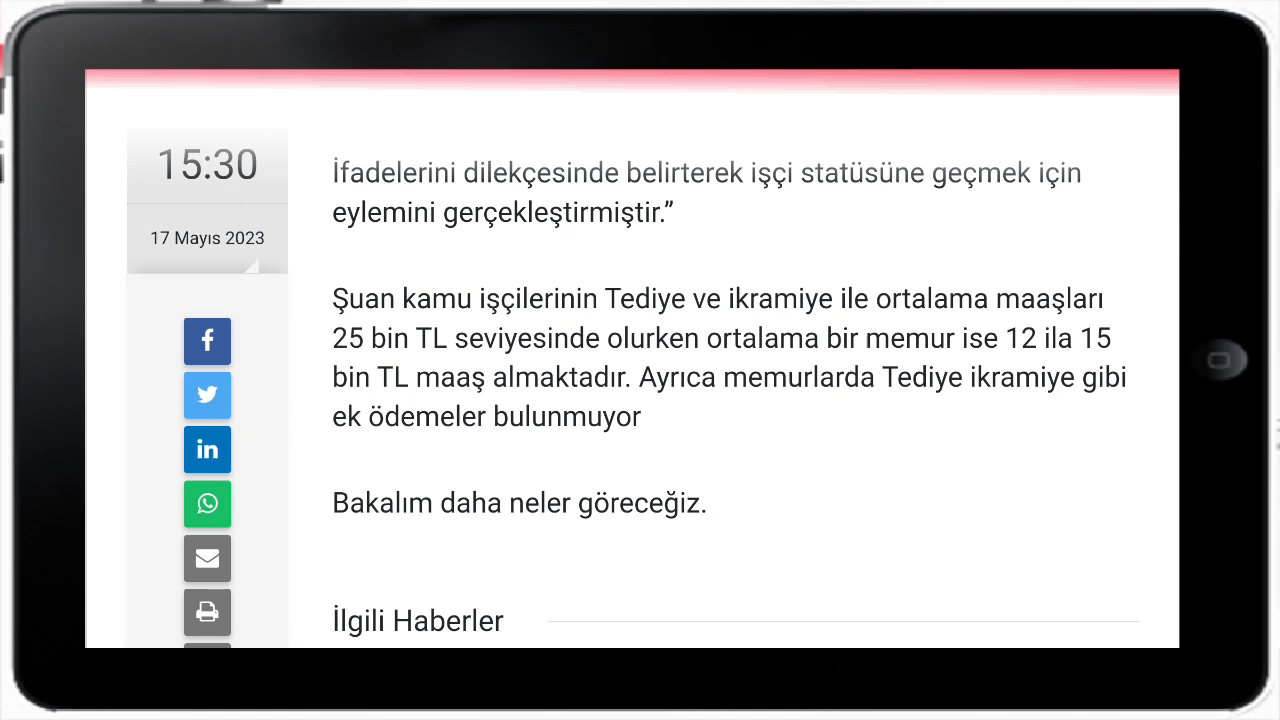 15:30
17 Mayıs 2023
İfadelerini dilekçesinde belirterek işçi statüsüne geçmek için
eylemini gerçekleştirmiştir.”
Şuan kamu işçilerinin Tediye ve ikramiye ile ortalama maaşları
25 bin TL seviyesinde olurken ortalama bir memur ise 12 ila 15
bin TL maaş almaktadır. Ayrıca memurlarda Tediye ikramiye gibi
ek ödemeler bulunmuyor
Bakalım daha neler göreceğiz.
İlgili Haberler